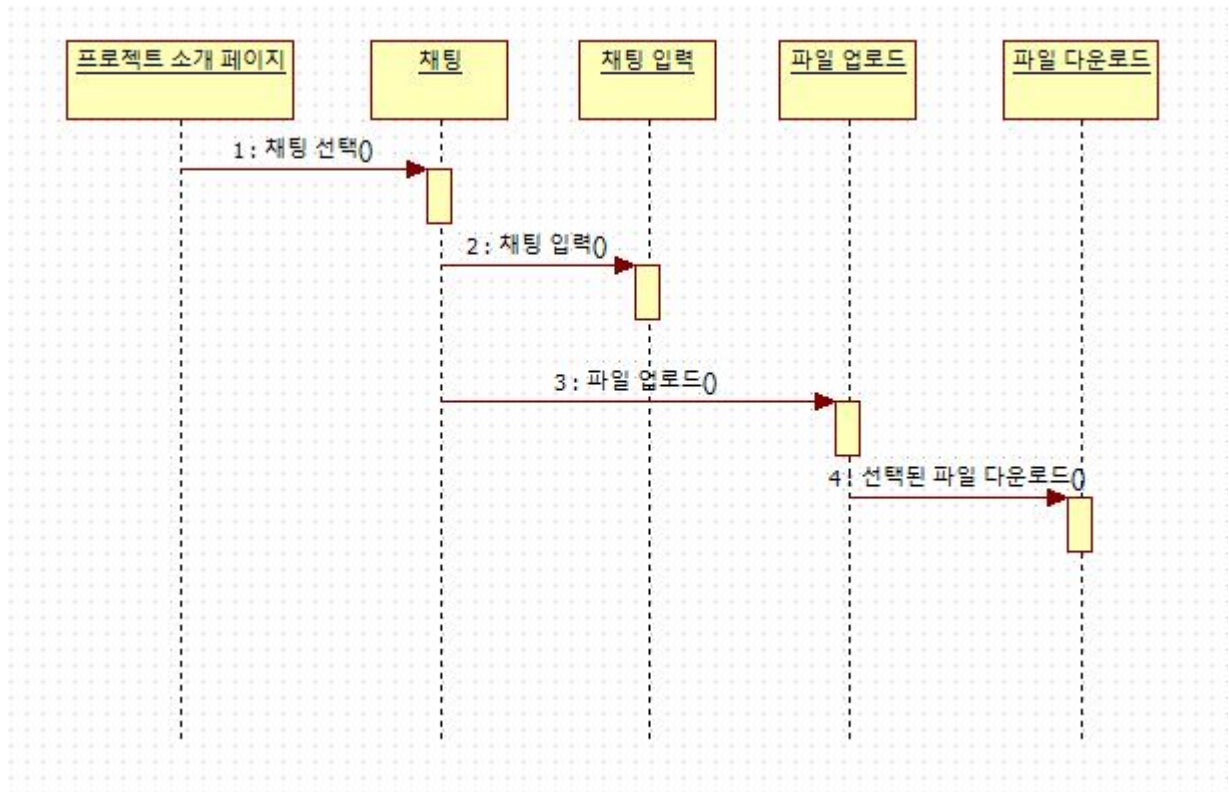 프로젝트 소개 페이지
채팅
채팅 입력
파일 업로드
파일 다운로드
1 : 채팅 선택()
2 : 채팅 입력()
3 : 파일 업로드()
4 : 선택된 파일 다운로드()